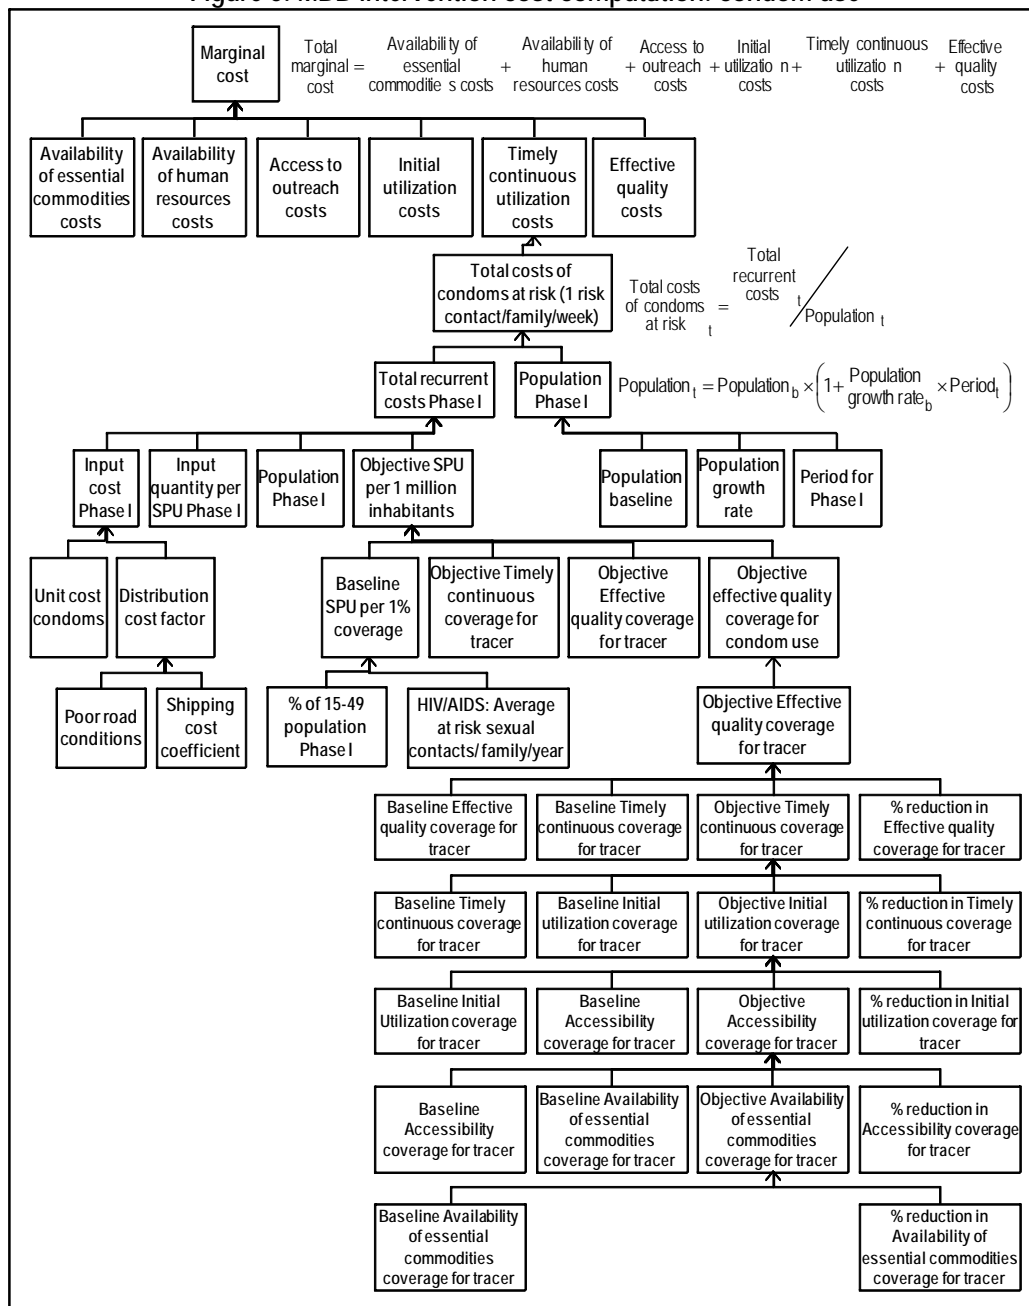 Marginal
cost
Total
marginal =
cost
Availability of
essential
commoditie s costs
+
Availability of
human
resources costs
+
Access to
outreach
costs
+
Initial
utilizatio n
costs
+
Timely continuous
utilizatio n
costs
+
Effective
quality
costs
Availability
of essential
commodities
costs
Availability
of human
resources
costs
Access to
outreach
costs
Initial
utilization
costs
Timely
continuous
utilization
costs
Effective
quality
costs
Total costs of
condoms at risk (1 risk
contact/family/week)
Total costs
of condoms
at risk t
=
Total
recurrent
costs t
/
Population t
Total recurrent
costs Phase I
Population
Phase I
Population t = Population b × ( 1+ Population growth rate b × Period t )
Input
cost
Phase I
Input
quantity per
SPU Phase I
Population
Phase I
Objective SPU
per 1 million
inhabitants
Population
baseline
Population
growth
rate
Period for
Phase I
Unit cost
condoms
Distribution
cost factor
Baseline
SPU per 1%
coverage
Objective Timely
continuous
coverage for
tracer
Objective
Effective
quality coverage
for tracer
Objective
effective quality
coverage for
condom use
Poor road
conditions
Shipping
cost
coefficient
% of 15-49
population
Phase I
HIV/AIDS: Average
at risk sexual
contacts/ family/year
Objective Effective
quality coverage
for tracer
Baseline Effective
quality coverage for
tracer
Baseline Timely
continuous coverage
for tracer
Objective Timely
continuous coverage
for tracer
% reduction in
Effective quality
coverage for tracer
Baseline Timely
continuous coverage
for tracer
Baseline Initial
utilization coverage
for tracer
Objective Initial
utilization coverage
for tracer
% reduction in Timely
continuous coverage
for tracer
Baseline Initial
Utilization coverage
for tracer
Baseline
Accessibility
coverage for tracer
Objective
Accessibility
coverage for tracer
% reduction in Initial
utilization coverage for
tracer
Baseline
Accessibility
coverage for tracer
Baseline Availability
of essential
commodities
coverage for tracer
Objective Availability
of essential
commodities
coverage for tracer
% reduction in
Accessibility coverage
for tracer
Baseline Availability
of essential
commodities
coverage for tracer
% reduction in
Availability of
essential commodities
coverage for tracer